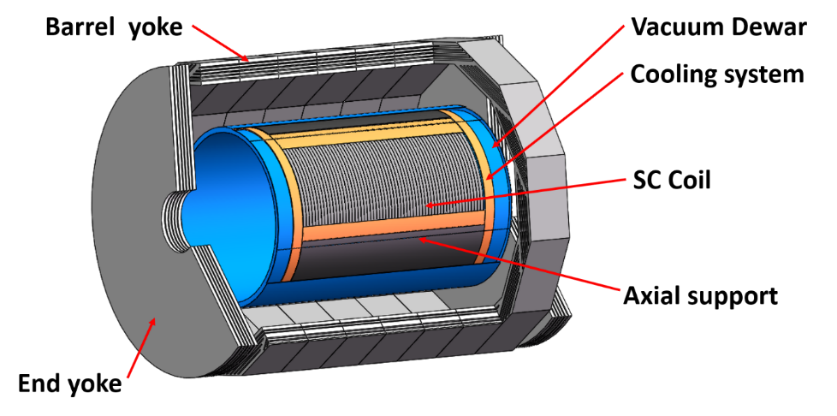 Barrel yoke
Vacuum Dewar
Cooling system
SC Coil
Axial support
End yoke